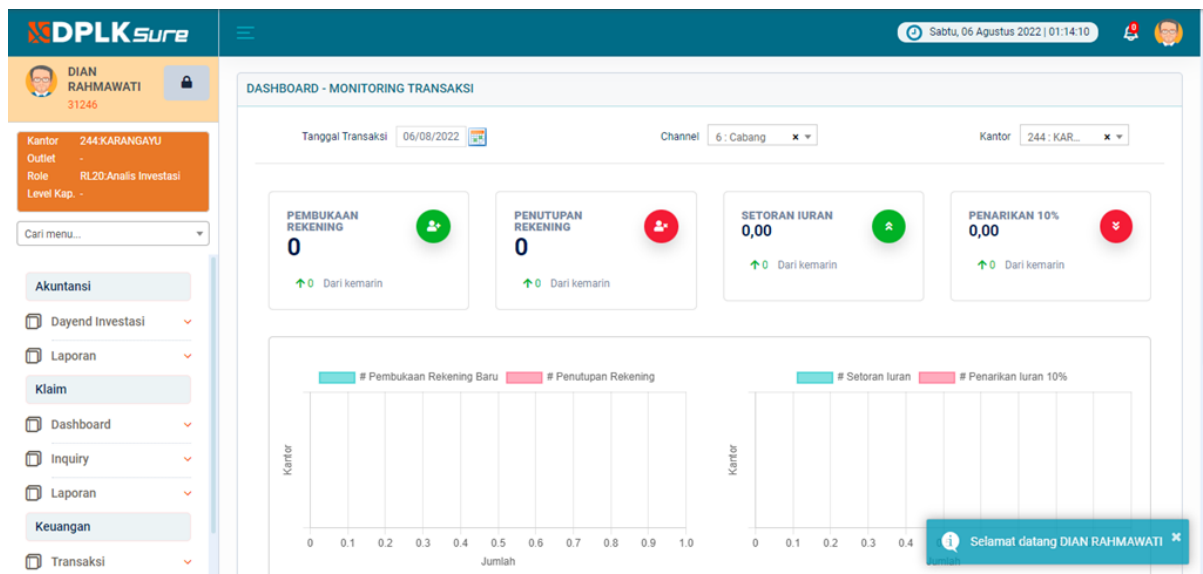 DPLKSure
Sabtu, 06 Agustus 2022 | 01:14:10
0
DIAN
RAHMAWATI
31246
Kantor 244:KARANGAYU
Outlet -
Role RL20:Analis Investasi
Level Kap. -
Cari menu...
Akuntansi
Dayend Investasi
Laporan
Klaim
Dashboard
Inquiry
Laporan
Keuangan
Transaksi
DASHBOARD - MONITORING TRANSAKSI
Tanggal Transaksi 06/08/2022 Channel 6 : Cabang × Kantor 244 : KAR... ×
PEMBUKAAN
REKENING
0
0 Dari kemarin
PENUTUPAN
REKENING
0
0 Dari kemarin
SETORAN IURAN
0,00
0 Dari kemarin
PENARIKAN 10%
0,00
0 Dari kemarin
# Pembukaan Rekening Baru # Penutupan Rekening
Kantor
0 0.1 0.2 0.3 0.4 0.5 0.6 0.7 0.8 0.9 1.0
Jumlah
# Setoran Iuran # Penarikan Iuran 10%
Kantor
0 0.1 0.2 0.3 0.4
Jumlah
Selamat datang DIAN RAHMAWATI ×